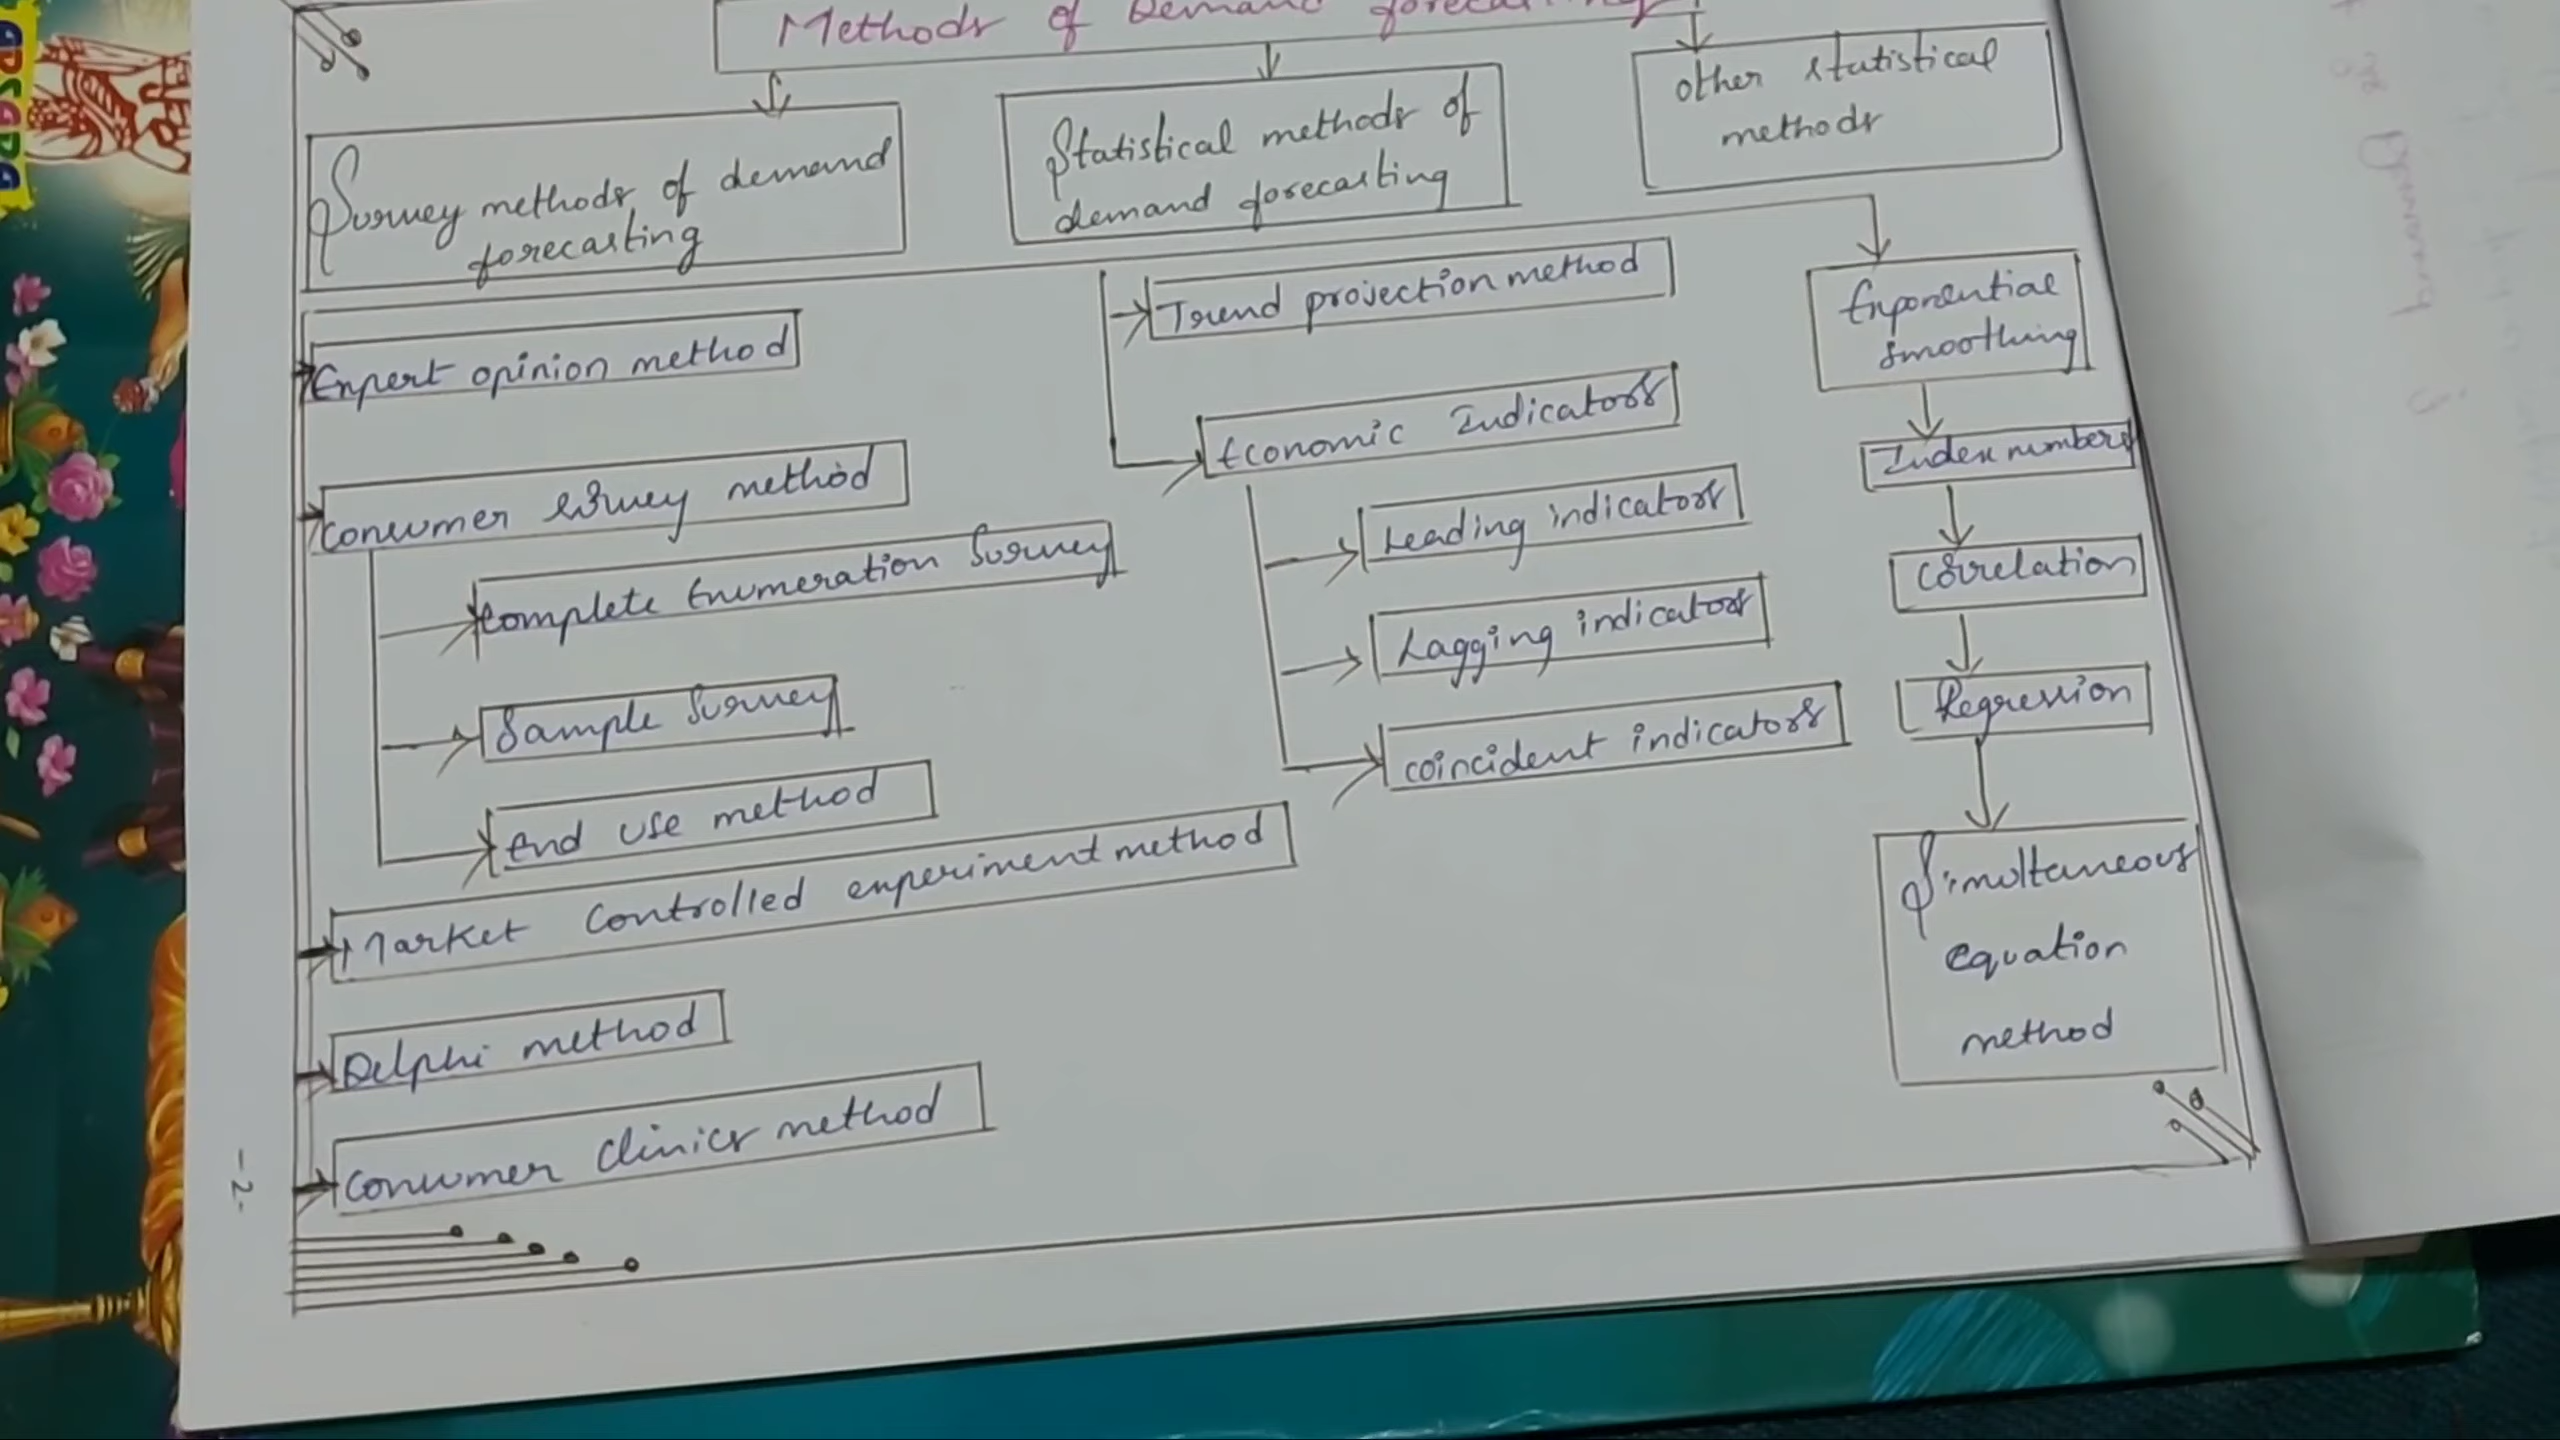 Methods of Demand forecasting
Survey methods of demand
forecasting
Statistical methods of
demand forecasting
other statistical
methods
Expert opinion method
Consumer survey method
Complete Enumeration Survey
Sample Survey
End use method
Market Controlled experiment method
Delphi method
Consumer Clinics method
Trend projection method
Economic Indicators
Leading indicators
Lagging indicators
coincident indicators
Exponential
smoothing
Index numbers
Correlation
Regression
Simultaneous
equation
method
-2-